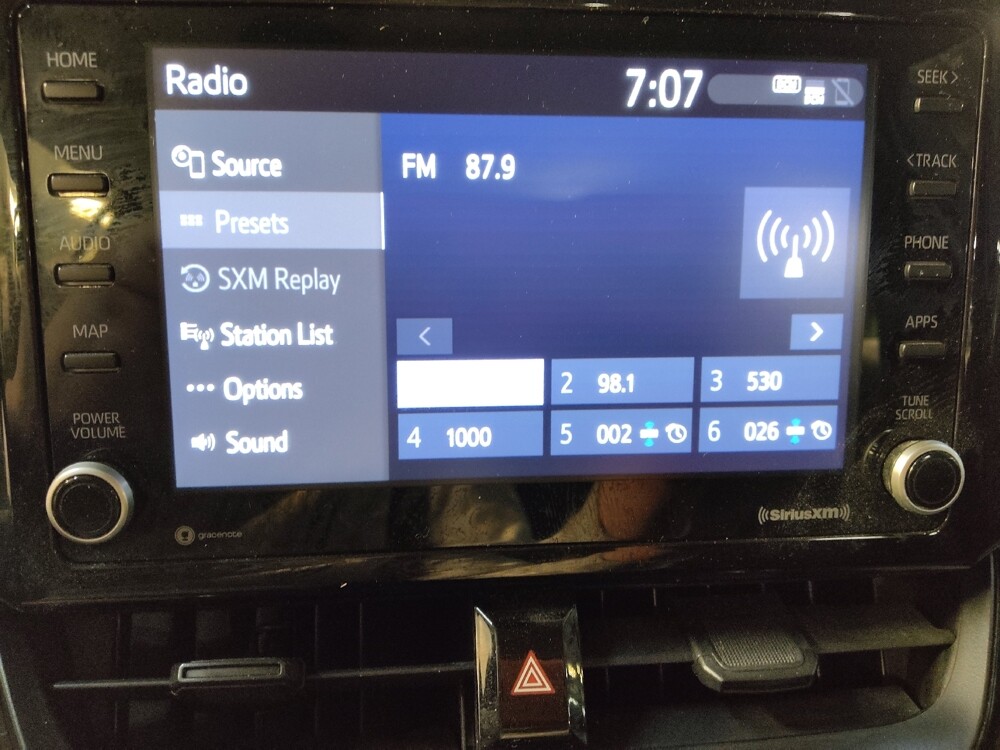 HOME
MENU
AUDIO
MAP
POWER
VOLUME
Radio
7:07
Source
Presets
SXM Replay
Station List
Options
Sound
FM 87.9
2 98.1
3 530
4 1000
5 002
6 026
SEEK >
< TRACK
PHONE
APPS
TUNE
SCROLL
gracenote
((SiriusXM))